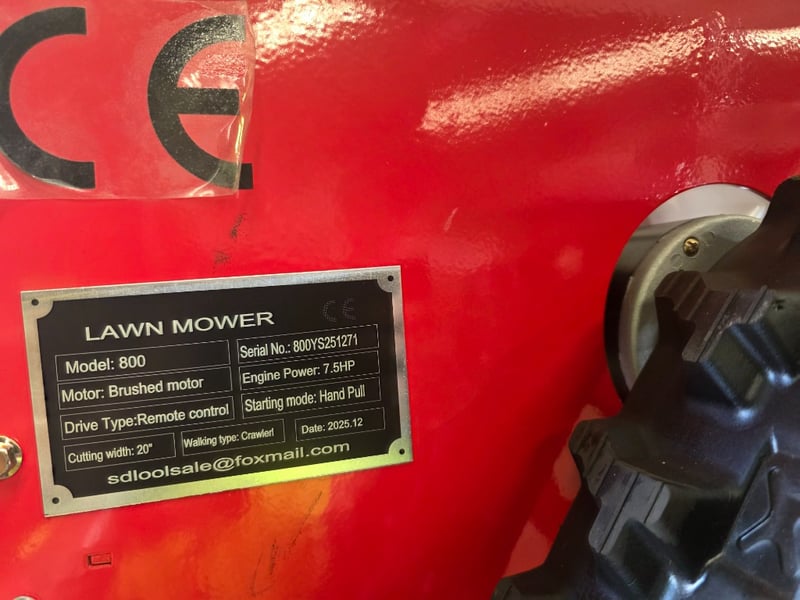 CE
CE
LAWN MOWER
Model: 800
Serial No.: 800YS251271
Motor: Brushed motor
Engine Power: 7.5HP
Drive Type:Remote control
Starting mode: Hand Pull
Cutting width: 20"
Walking type: Crawlerl
Date: 2025.12
sdloolsale@foxmail.com